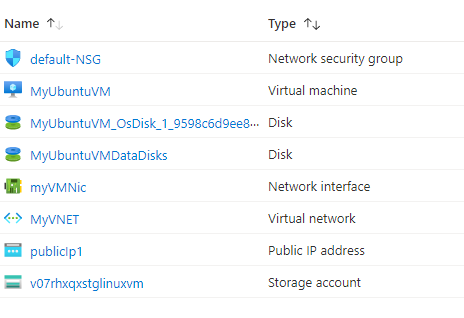 Name ↑↓ Type ↑↓
default-NSG Network security group
MyUbuntuVM Virtual machine
MyUbuntuVM_OsDisk_1_9598c6d9ee8... Disk
MyUbuntuVMDataDisks Disk
myVMNic Network interface
MyVNET Virtual network
publicIp1 Public IP address
v07rhxqxstglinuxvm Storage account